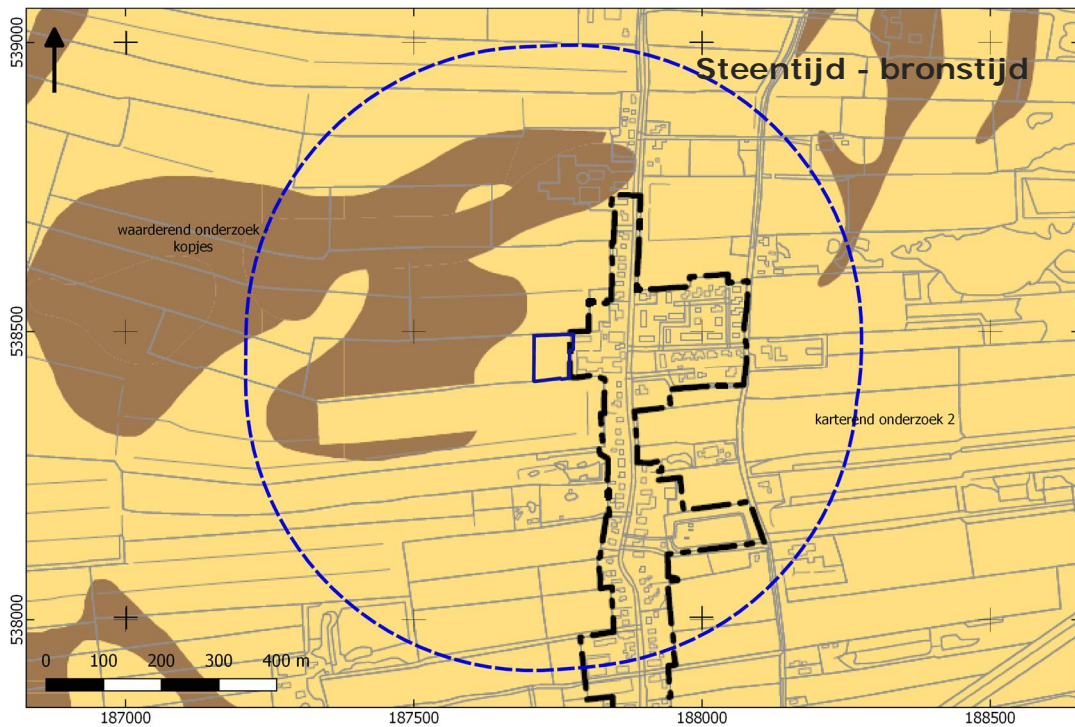 539000
Steentijd - bronstijd
waarderend onderzoek
kopjes
538500
karterend onderzoek 2
538000
0 100 200 300 400 m
187000 187500 188000 188500